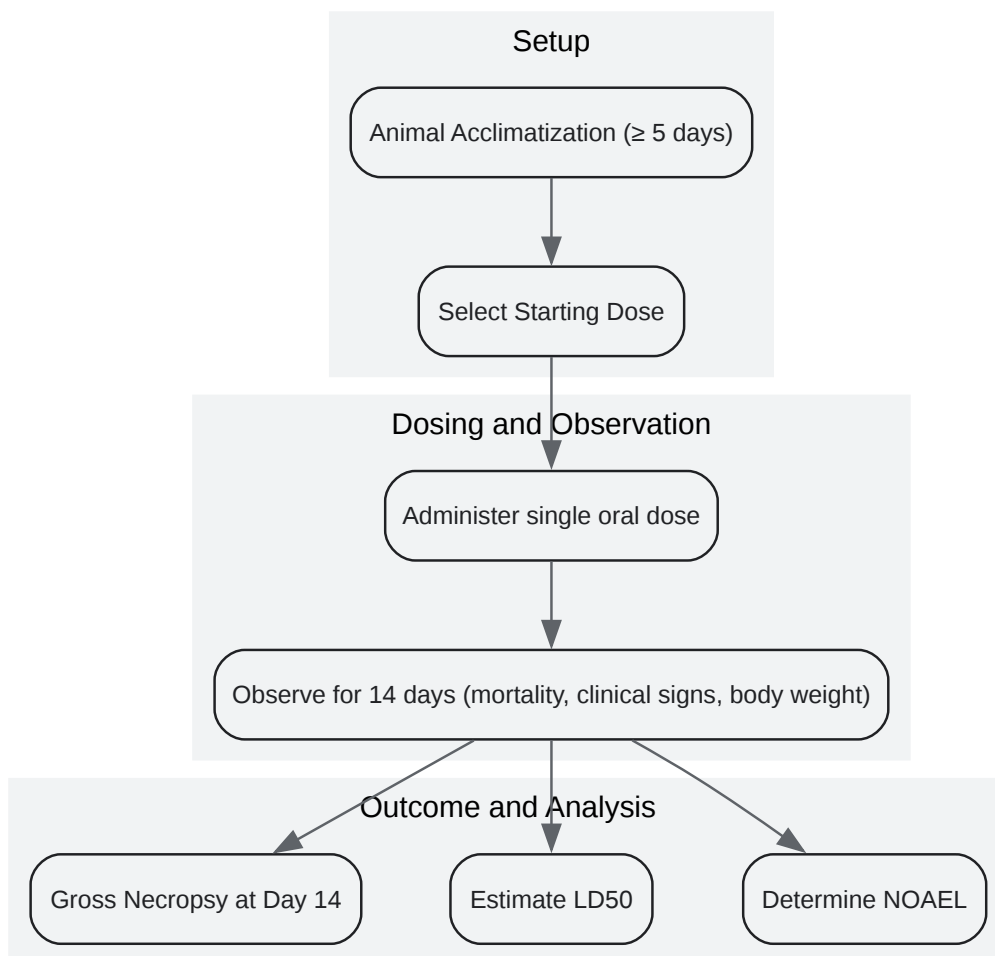 Setup
Animal Acclimatization (≥ 5 days)
Select Starting Dose
Dosing and Observation
Administer single oral dose
Observe for 14 days (mortality, clinical signs, body weight)
Outcome and Analysis
Gross Necropsy at Day 14
Estimate LD50
Determine NOAEL